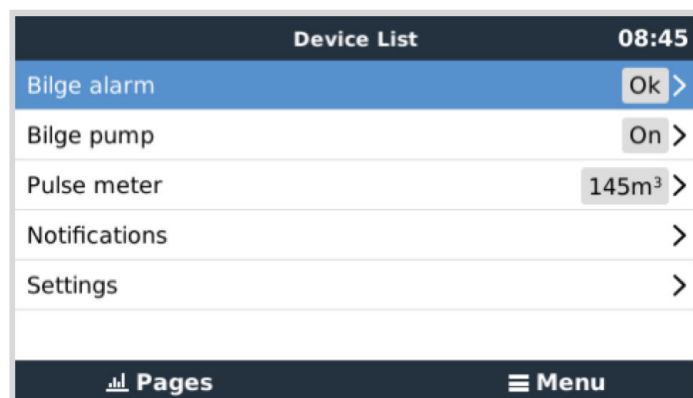 Device List 08:45
Bilge alarm Ok
Bilge pump On
Pulse meter 145m³
Notifications
Settings
Pages Menu